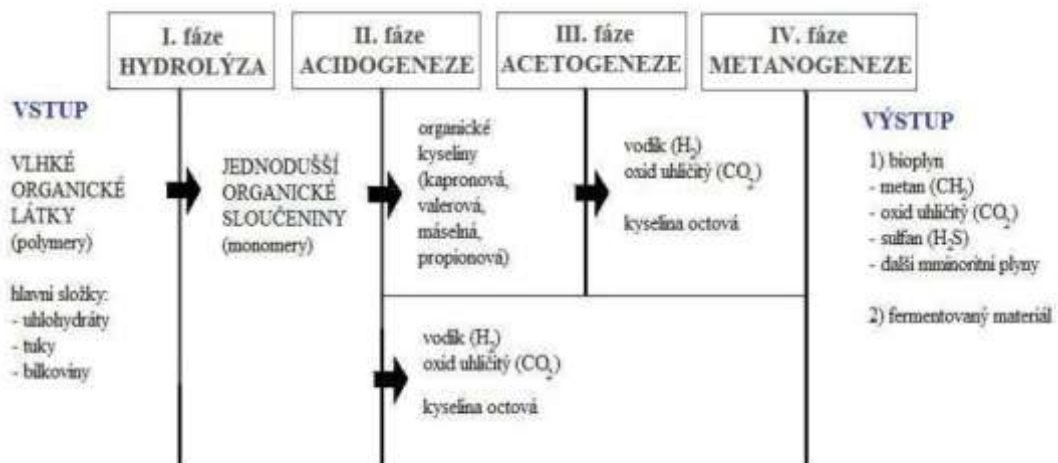 I. fáze
HYDROLÝZA
II. fáze
ACIDOGENEZE
III. fáze
ACETOGENEZE
IV. fáze
METANOGENEZE
VSTUP
VLHKÉ
ORGANICKÉ
LÁTKY
(polymery)
hlavní složky:
- uhlohydráty
- tuky
- bílkoviny
JEDNODUŠŠÍ
ORGANICKÉ
SLOUČENINY
(monomery)
organické
kyseliny
(kapronová,
valerová,
máselná,
propionová)
vodík (H₂)
oxid uhličitý (CO₂)
kyselina octová
vodík (H₂)
oxid uhličitý (CO₂)
kyselina octová
VÝSTUP
1) bioplyn
- metan (CH₂)
- oxid uhličitý (CO₂)
- sulfan (H₂S)
- další mminoritní plyny
2) fermentovaný materiál